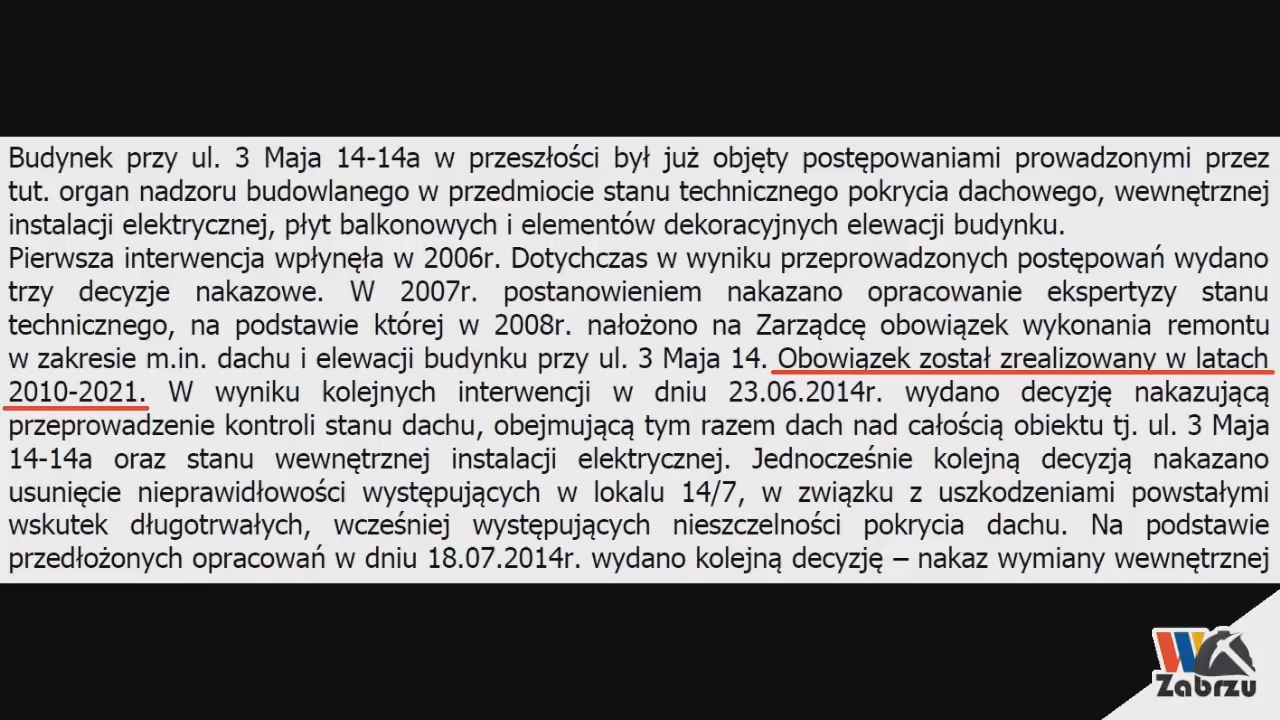 Budynek przy ul. 3 Maja 14-14a w przeszłości był już objęty postępowaniami prowadzonymi przez
tut. organ nadzoru budowlanego w przedmiocie stanu technicznego pokrycia dachowego, wewnętrznej
instalacji elektrycznej, płyt balkonowych i elementów dekoracyjnych elewacji budynku.
Pierwsza interwencja wpłynęła w 2006r. Dotychczas w wyniku przeprowadzonych postępowań wydano
trzy decyzje nakazowe. W 2007r. postanowieniem nakazano opracowanie ekspertyzy stanu
technicznego, na podstawie której w 2008r. nałożono na Zarządcę obowiązek wykonania remontu
w zakresie m.in. dachu i elewacji budynku przy ul. 3 Maja 14. Obowiązek został zrealizowany w latach
2010-2021. W wyniku kolejnych interwencji w dniu 23.06.2014r. wydano decyzję nakazującą
przeprowadzenie kontroli stanu dachu, obejmującą tym razem dach nad całością obiektu tj. ul. 3 Maja
14-14a oraz stanu wewnętrznej instalacji elektrycznej. Jednocześnie kolejną decyzją nakazano
usunięcie nieprawidłowości występujących w lokalu 14/7, w związku z uszkodzeniami powstałymi
wskutek długotrwałych, wcześniej występujących nieszczelności pokrycia dachu. Na podstawie
przedłożonych opracowań w dniu 18.07.2014r. wydano kolejną decyzję – nakaz wymiany wewnętrznej
W
Zabrzu